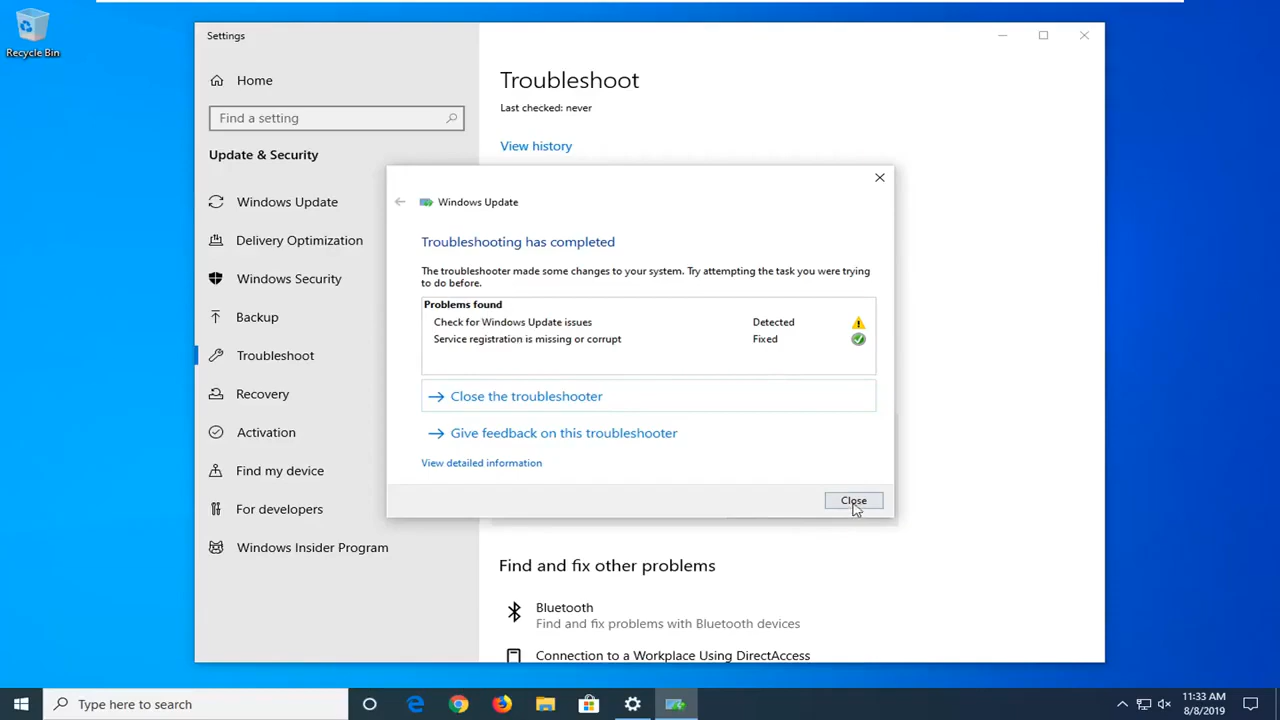 Recycle Bin
Settings
Home
Find a setting
Update & Security
Windows Update
Delivery Optimization
Windows Security
Backup
Troubleshoot
Recovery
Activation
Find my device
For developers
Windows Insider Program
Troubleshoot
Last checked: never
View history
Windows Update
Troubleshooting has completed
The troubleshooter made some changes to your system. Try attempting the task you were trying
to do before.
Problems found
Check for Windows Update issues Detected
Service registration is missing or corrupt Fixed
Close the troubleshooter
Give feedback on this troubleshooter
View detailed information
Close
Find and fix other problems
Bluetooth
Find and fix problems with Bluetooth devices
Connection to a Workplace Using DirectAccess
Type here to search
11:33 AM
8/8/2019